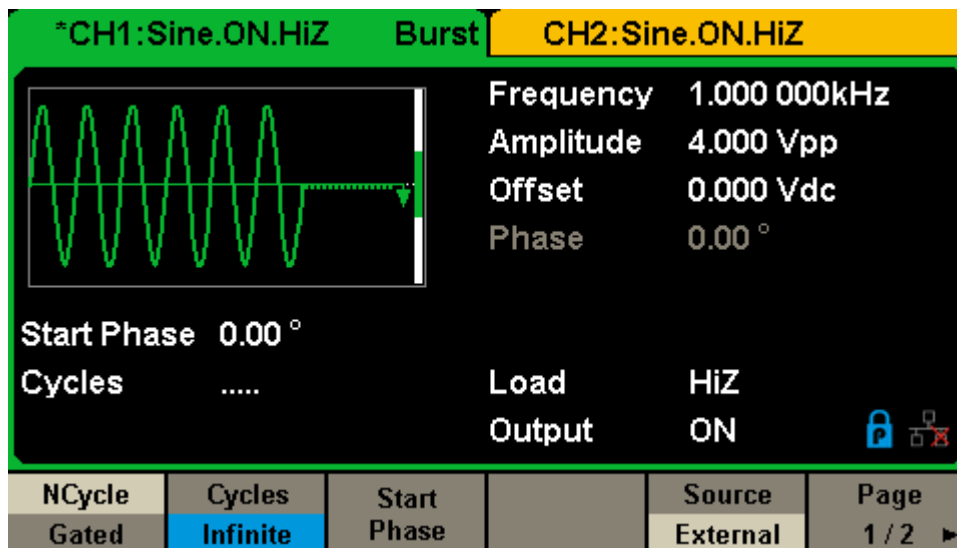 *CH1:Sine.ON.HiZ Burst CH2:Sine.ON.HiZ
Frequency 1.000 000kHz
Amplitude 4.000 Vpp
Offset 0.000 Vdc
Phase 0.00 °
Start Phase 0.00 °
Cycles .....
Load HiZ
Output ON
P
NCycle Cycles Start Source Page
Gated Infinite Phase External 1 / 2 ►